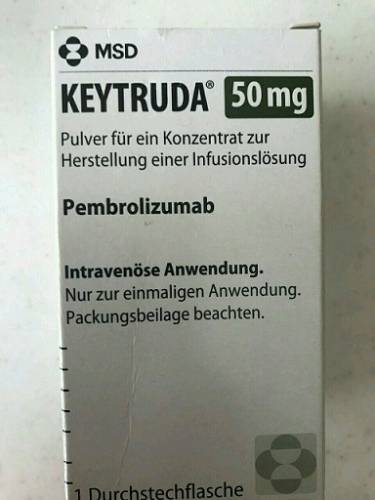 MSD
KEYTRUDA® 50 mg
Pulver für ein Konzentrat zur
Herstellung einer Infusionslösung
Pembrolizumab
Intravenöse Anwendung.
Nur zur einmaligen Anwendung.
Packungsbeilage beachten.
1 Durchstechflasche